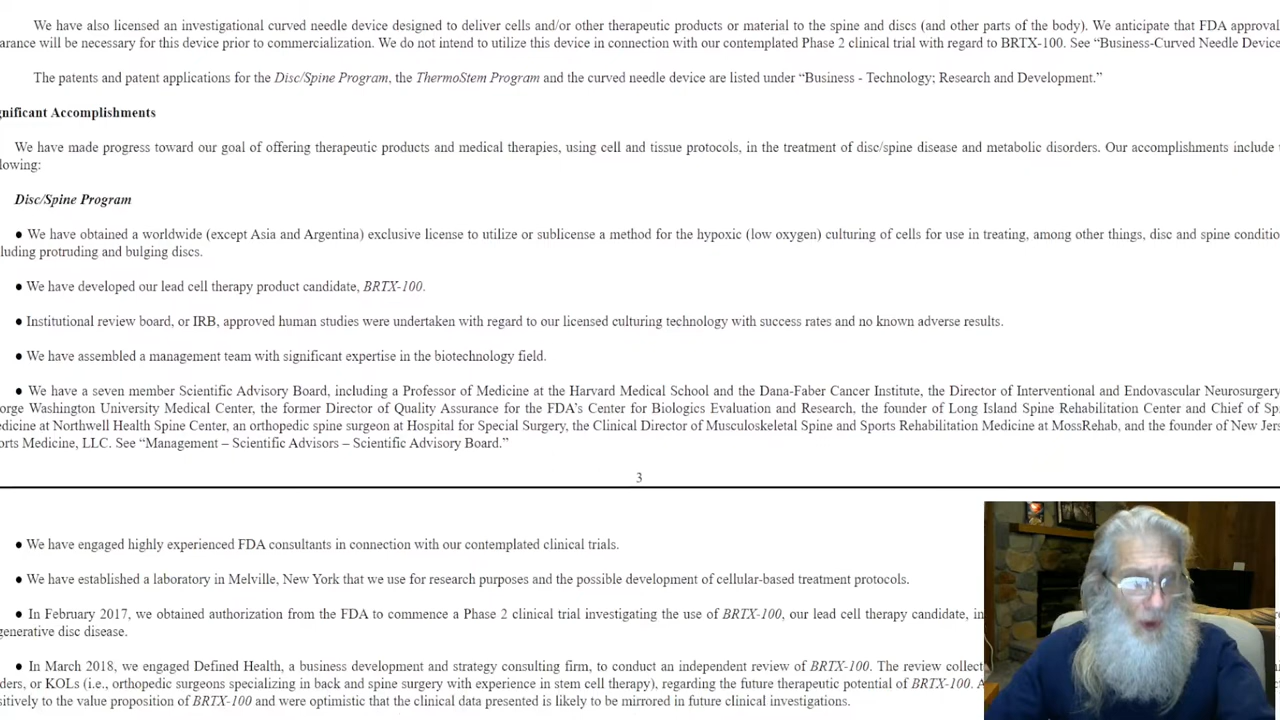 We have also licensed an investigational curved needle device designed to deliver cells and/or other therapeutic products or material to the spine and discs (and other parts of the body). We anticipate that FDA approval
arance will be necessary for this device prior to commercialization. We do not intend to utilize this device in connection with our contemplated Phase 2 clinical trial with regard to BRTX-100. See “Business-Curved Needle Device
The patents and patent applications for the Disc/Spine Program, the ThermoStem Program and the curved needle device are listed under “Business - Technology; Research and Development.”
nificant Accomplishments
We have made progress toward our goal of offering therapeutic products and medical therapies, using cell and tissue protocols, in the treatment of disc/spine disease and metabolic disorders. Our accomplishments include
lowing:
Disc/Spine Program
● We have obtained a worldwide (except Asia and Argentina) exclusive license to utilize or sublicense a method for the hypoxic (low oxygen) culturing of cells for use in treating, among other things, disc and spine conditio
luding protruding and bulging discs.
● We have developed our lead cell therapy product candidate, BRTX-100.
● Institutional review board, or IRB, approved human studies were undertaken with regard to our licensed culturing technology with success rates and no known adverse results.
● We have assembled a management team with significant expertise in the biotechnology field.
● We have a seven member Scientific Advisory Board, including a Professor of Medicine at the Harvard Medical School and the Dana-Faber Cancer Institute, the Director of Interventional and Endovascular Neurosurgery
orge Washington University Medical Center, the former Director of Quality Assurance for the FDA’s Center for Biologics Evaluation and Research, the founder of Long Island Spine Rehabilitation Center and Chief of Sp
edicine at Northwell Health Spine Center, an orthopedic spine surgeon at Hospital for Special Surgery, the Clinical Director of Musculoskeletal Spine and Sports Rehabilitation Medicine at MossRehab, and the founder of New Jers
orts Medicine, LLC. See “Management – Scientific Advisors – Scientific Advisory Board.”
3
● We have engaged highly experienced FDA consultants in connection with our contemplated clinical trials.
● We have established a laboratory in Melville, New York that we use for research purposes and the possible development of cellular-based treatment protocols.
● In February 2017, we obtained authorization from the FDA to commence a Phase 2 clinical trial investigating the use of BRTX-100, our lead cell therapy candidate, in
generative disc disease.
● In March 2018, we engaged Defined Health, a business development and strategy consulting firm, to conduct an independent review of BRTX-100. The review collect
ders, or KOLs (i.e., orthopedic surgeons specializing in back and spine surgery with experience in stem cell therapy), regarding the future therapeutic potential of BRTX-100.
sitively to the value proposition of BRTX-100 and were optimistic that the clinical data presented is likely to be mirrored in future clinical investigations.